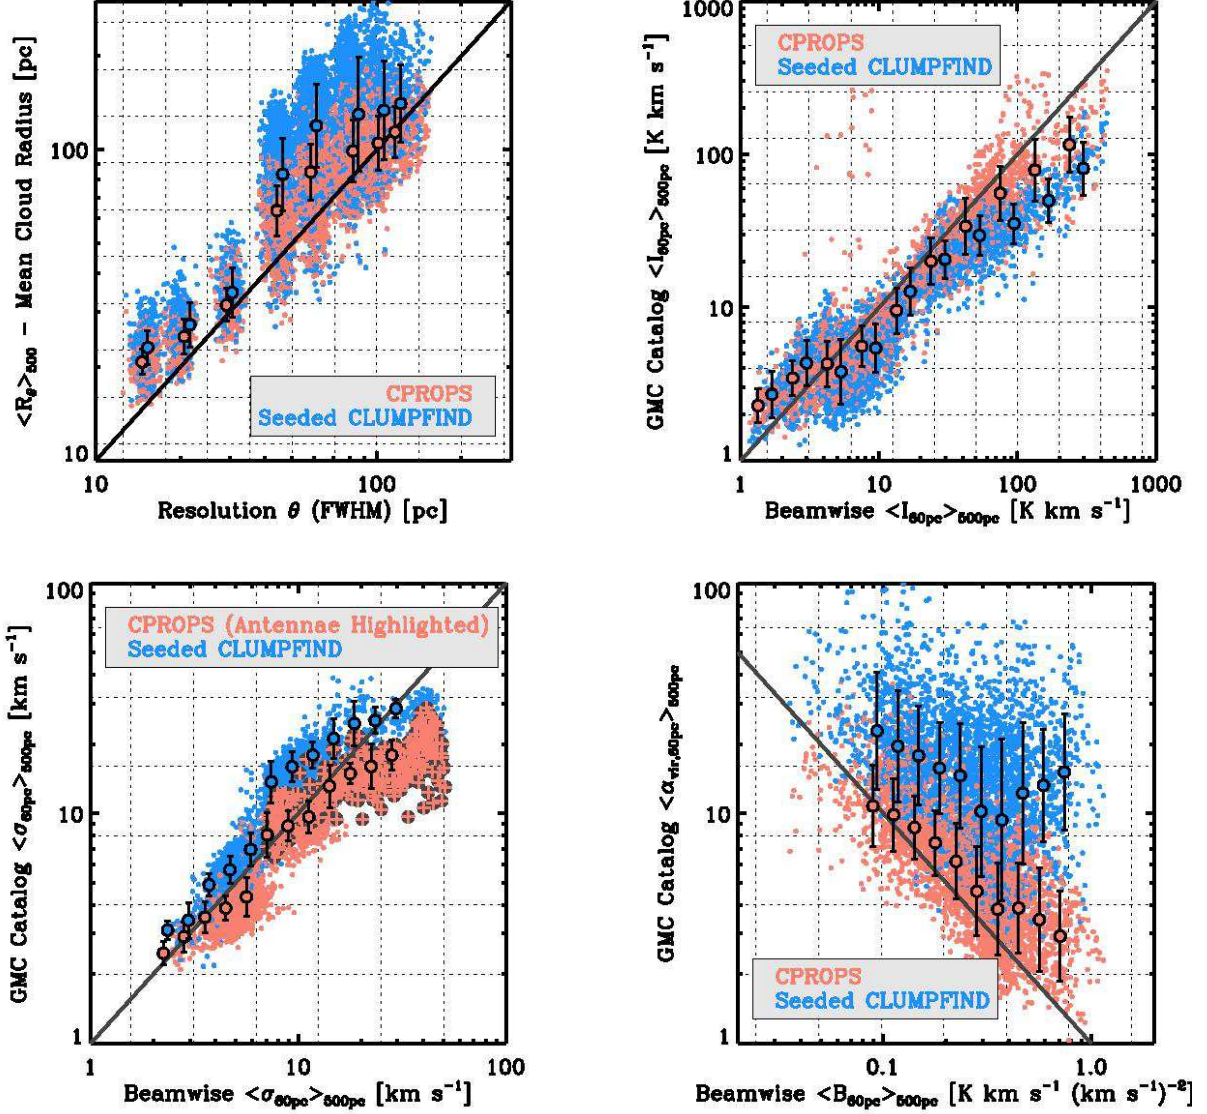 <R_θ>_500 – Mean Cloud Radius [pc]
100
10
CPROPS
Seeded CLUMPFIND
10
100
Resolution θ (FWHM) [pc]
GMC Catalog <I_60pc>_500pc [K km s⁻¹]
1000
100
10
1
CPROPS
Seeded CLUMPFIND
1
10
100
1000
Beamwise <I_60pc>_500pc [K km s⁻¹]
GMC Catalog <σ_60pc>_500pc [km s⁻¹]
100
10
1
CPROPS (Antennae Highlighted)
Seeded CLUMPFIND
1
10
100
Beamwise <σ_60pc>_500pc [km s⁻¹]
GMC Catalog <α_vir,60pc>_500pc
100
10
1
CPROPS
Seeded CLUMPFIND
0.1
1.0
Beamwise <B_60pc>_500pc [K km s⁻¹ (km s⁻¹)⁻²]